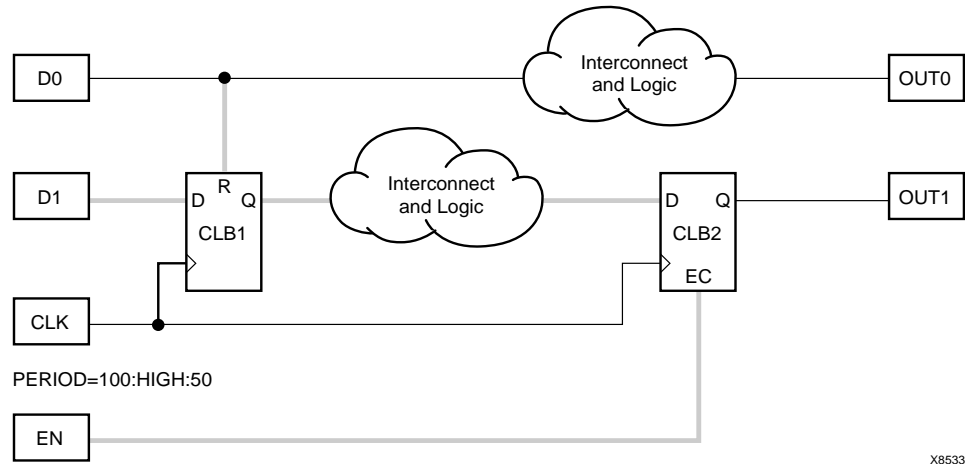 Interconnect
and Logic
D0
OUT0
Interconnect
and Logic
D1
R
D
Q
CLB1
D
Q
CLB2
EC
OUT1
CLK
PERIOD=100:HIGH:50
EN
X8533